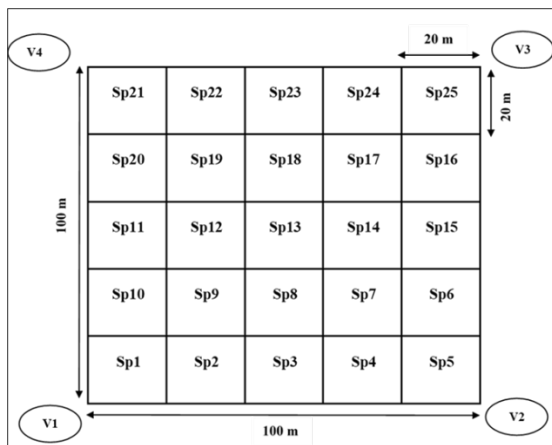 V4
20 m
V3
Sp21 Sp22 Sp23 Sp24 Sp25
20 m
Sp20 Sp19 Sp18 Sp17 Sp16
100 m
Sp11 Sp12 Sp13 Sp14 Sp15
Sp10 Sp9 Sp8 Sp7 Sp6
Sp1 Sp2 Sp3 Sp4 Sp5
V1
100 m
V2